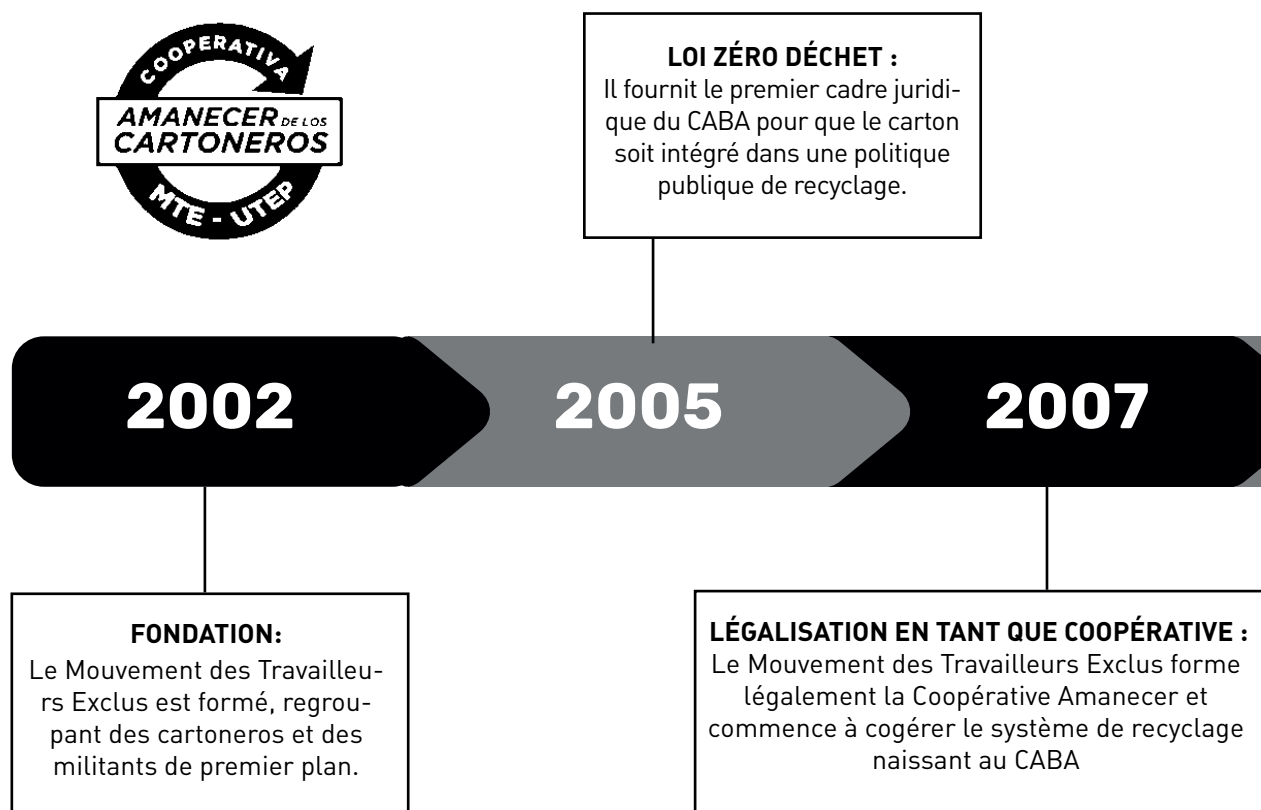 COOPERATIVA
AMANECER DE LOS
CARTONEROS
MTE - UTEP
LOI ZÉRO DÉCHET :
Il fournit le premier cadre juridi-
que du CABA pour que le carton
soit intégré dans une politique
publique de recyclage.
2002
2005
2007
FONDATION:
Le Mouvement des Travailleu-
rs Exclus est formé, regrou-
pant des cartoneros et des
militants de premier plan.
LÉGALISATION EN TANT QUE COOPÉRATIVE :
Le Mouvement des Travailleurs Exclus forme
légalement la Coopérative Amanecer et
commence à cogérer le système de recyclage
naissant au CABA